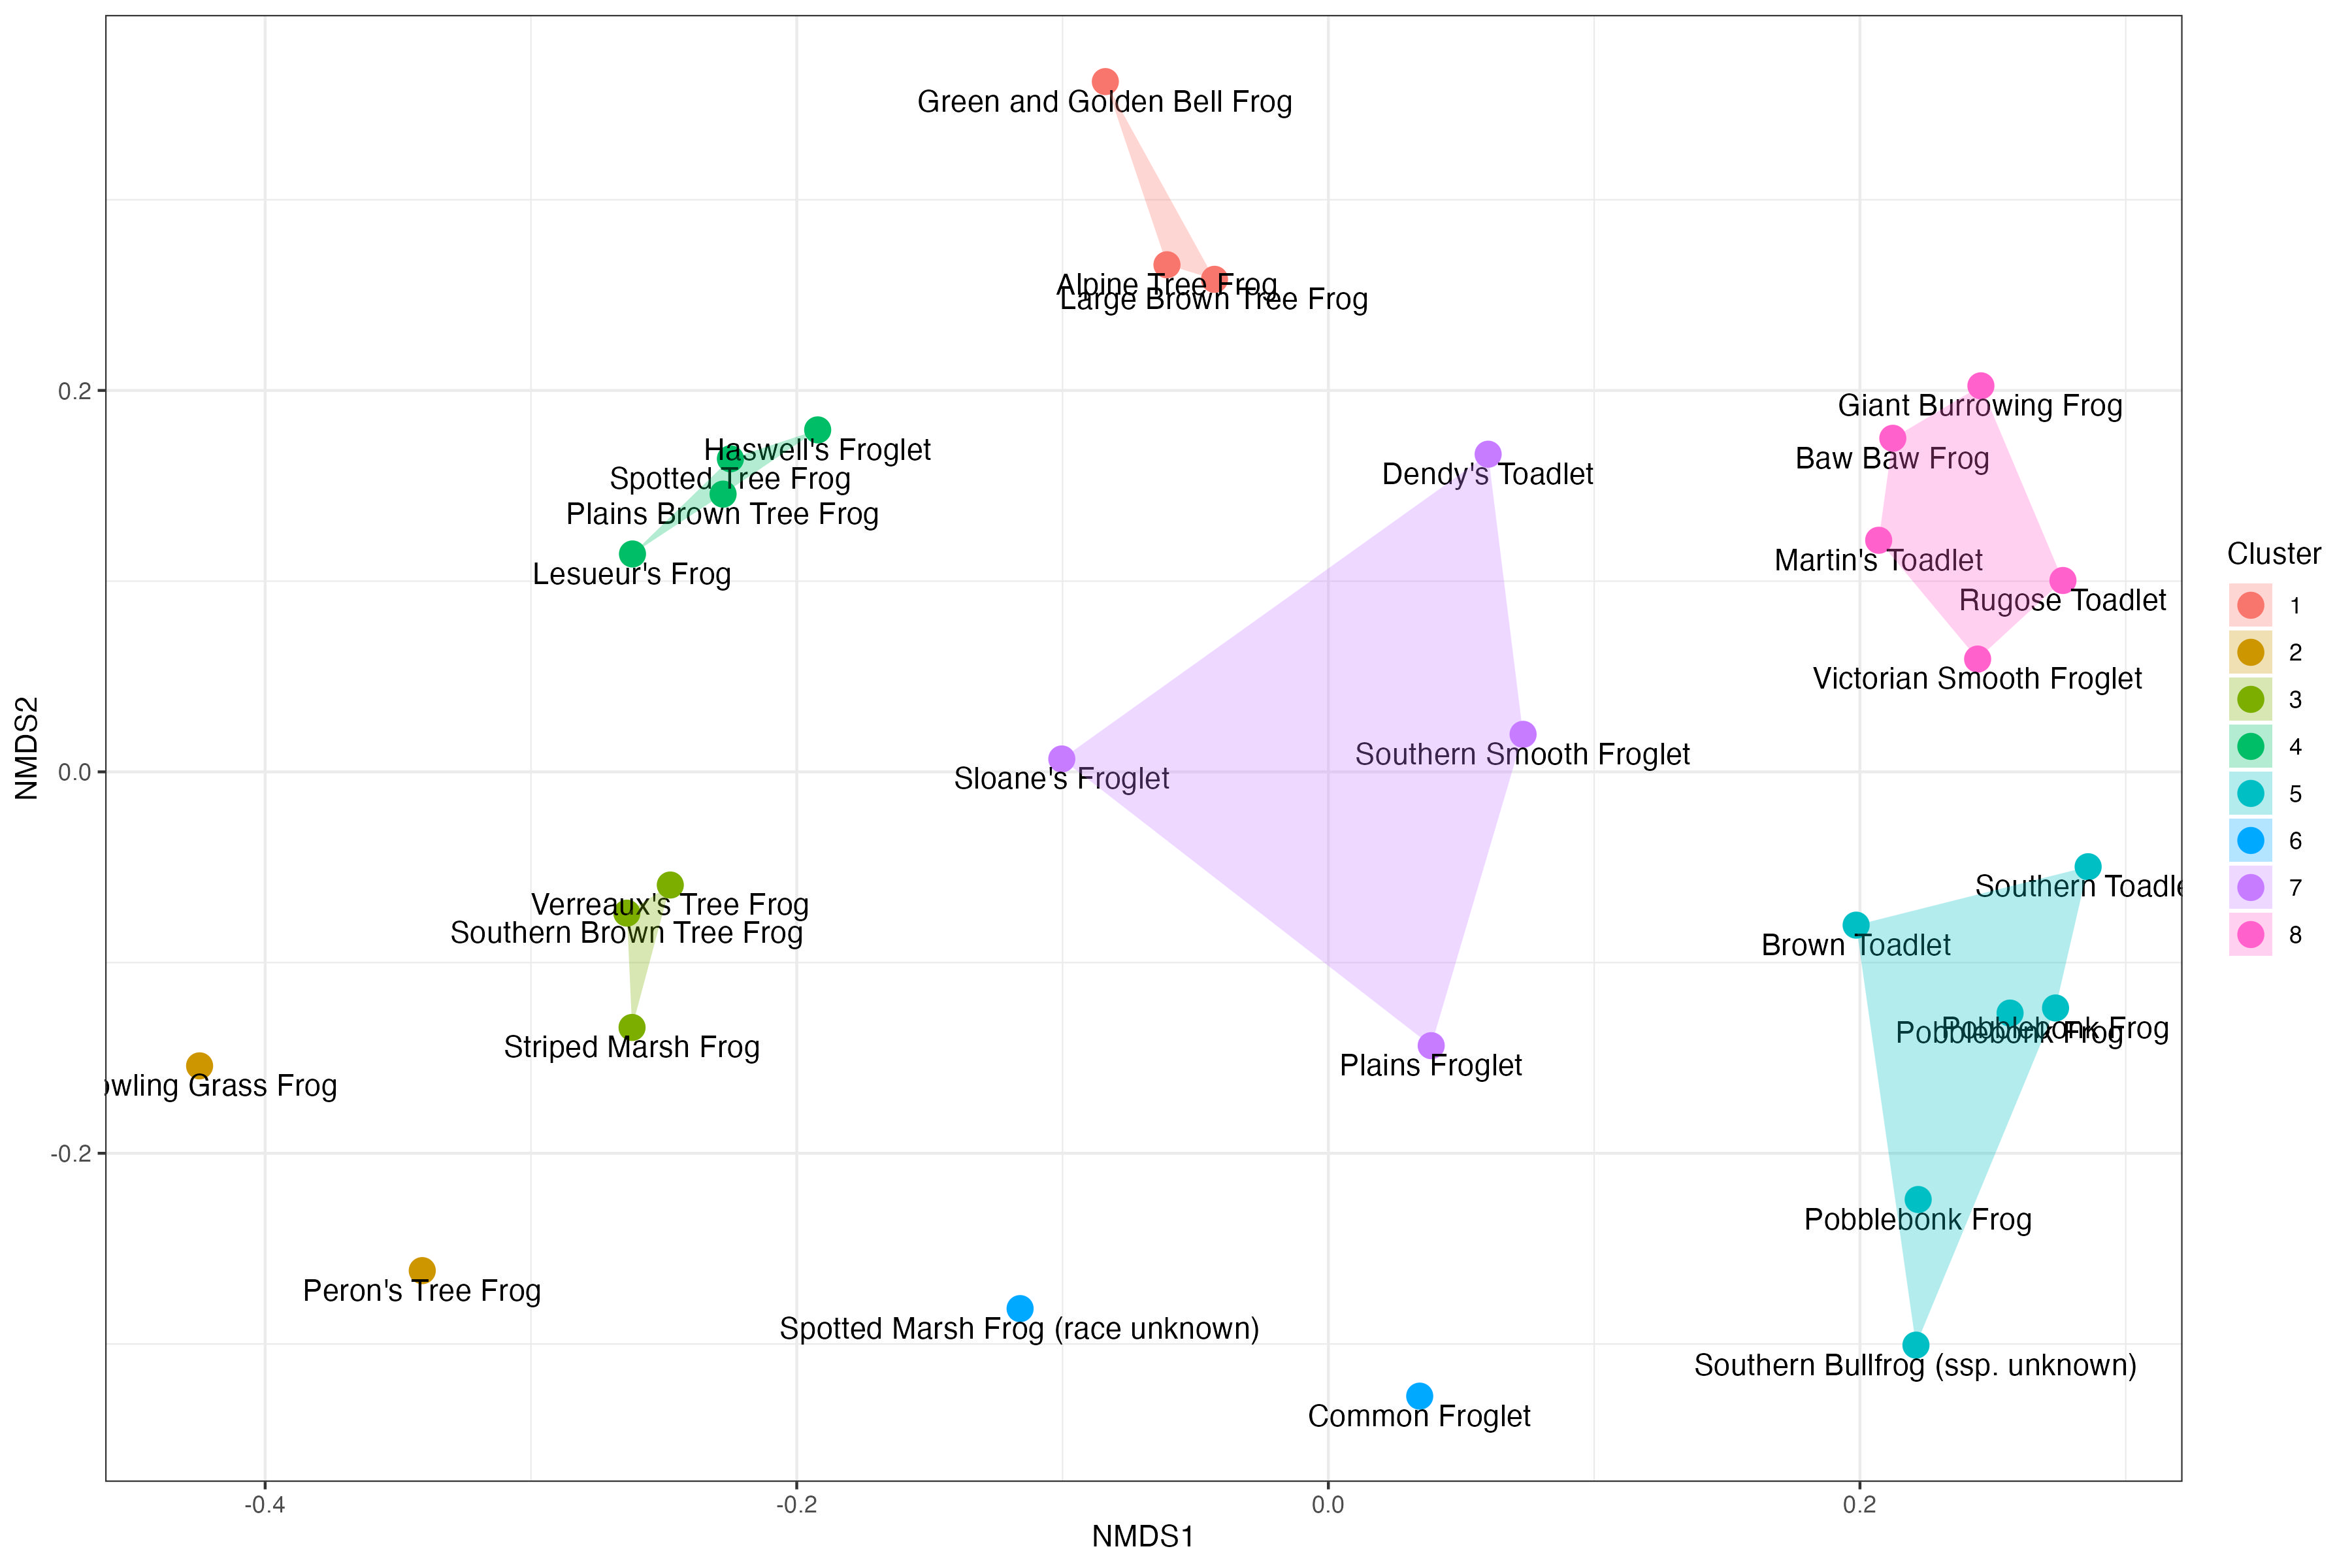 Green and Golden Bell Frog
Alpine Tree Frog
Large Brown Tree Frog
0.2
Giant Burrowing Frog
Haswell's Froglet
Baw Baw Frog
Spotted Tree Frog
Dendy's Toadlet
Plains Brown Tree Frog
Martin's Toadlet
Lesueur's Frog
Rugose Toadlet
Victorian Smooth Froglet
Southern Smooth Froglet
0.0
Sloane's Froglet
NMDS2
Southern Toadle
Verreaux's Tree Frog
Southern Brown Tree Frog
Brown Toadlet
Pobblebonk Frog
Pobblebonk Frog
Striped Marsh Frog
Plains Froglet
owling Grass Frog
-0.2
Pobblebonk Frog
Peron's Tree Frog
Spotted Marsh Frog (race unknown)
Southern Bullfrog (ssp. unknown)
Common Froglet
-0.4
-0.2
0.0
0.2
NMDS1
Cluster
1
2
3
4
5
6
7
8